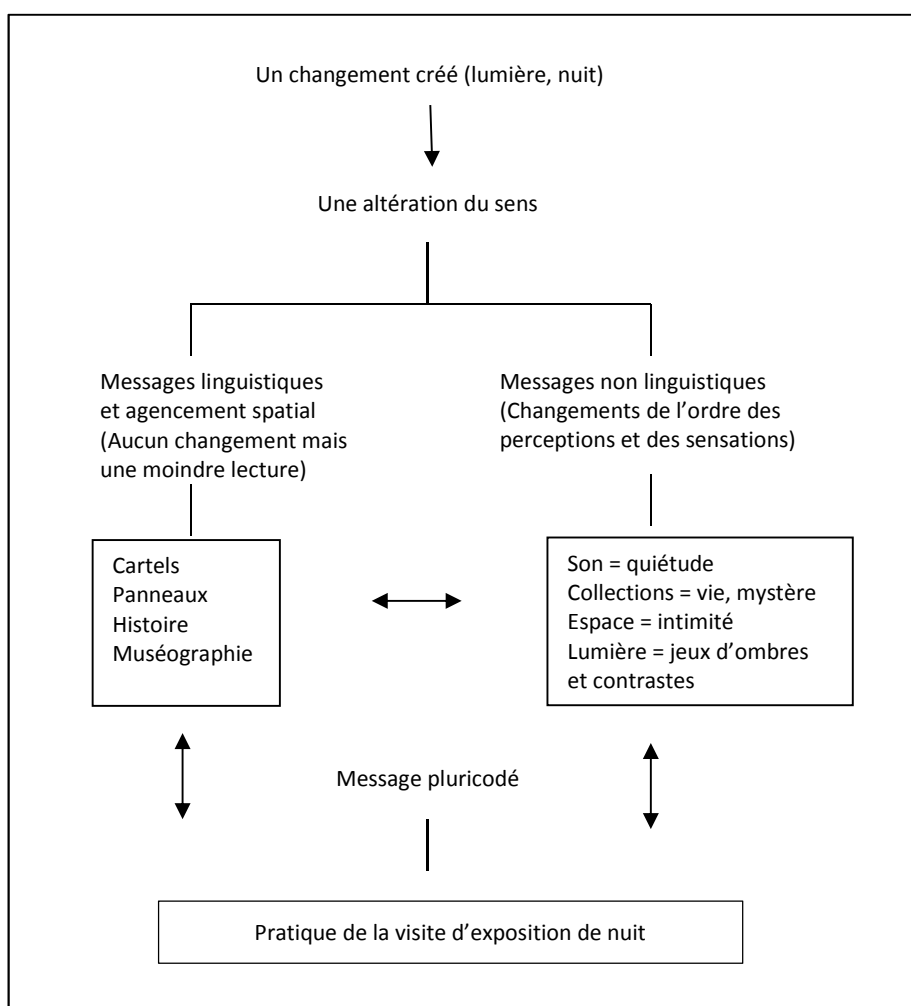 Un changement créé (lumière, nuit)
Une altération du sens
Messages linguistiques
et agencement spatial
(Aucun changement mais
une moindre lecture)
Messages non linguistiques
(Changements de l’ordre des
perceptions et des sensations)
Cartels
Panneaux
Histoire
Muséographie
Son = quiétude
Collections = vie, mystère
Espace = intimité
Lumière = jeux d’ombres
et contrastes
Message pluricodé
Pratique de la visite d’exposition de nuit